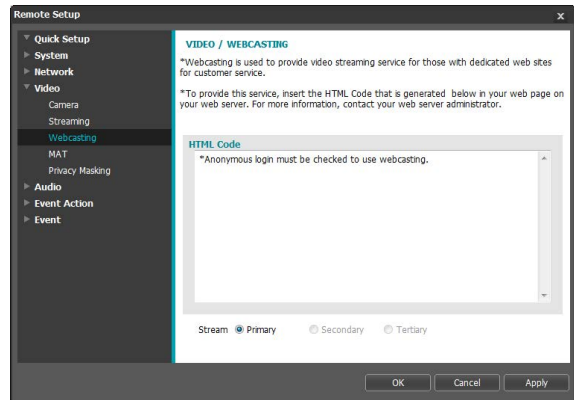 Remote Setup
x
Quick Setup
System
Network
Video
Camera
Streaming
Webcasting
MAT
Privacy Masking
Audio
Event Action
Event
VIDEO / WEBCASTING
*Webcasting is used to provide video streaming service for those with dedicated web sites
for customer service.
*To provide this service, insert the HTML Code that is generated below in your web page on
your web server. For more information, contact your web server administrator.
HTML Code
*Anonymous login must be checked to use webcasting.
Stream Primary Secondary Tertiary
OK Cancel Apply